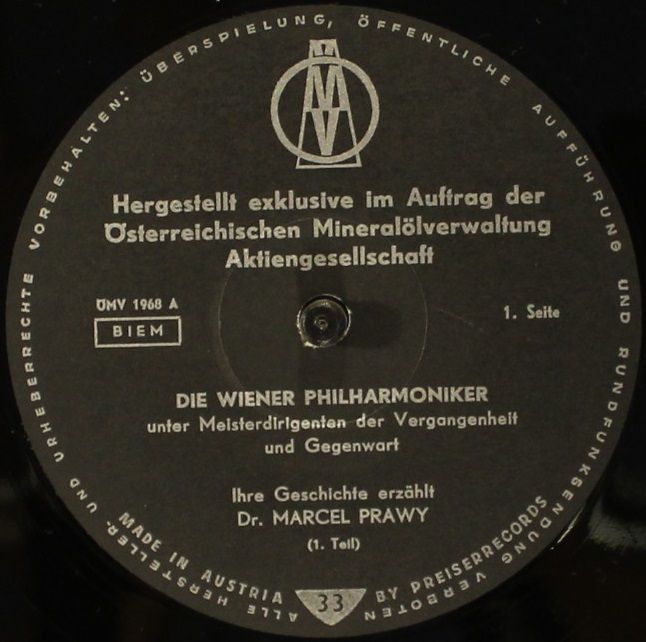 ÖMV
Hergestellt exklusive im Auftrag der
Österreichischen Mineralölverwaltung
Aktiengesellschaft
ÖMV 1968 A
BIEM
1. Seite
DIE WIENER PHILHARMONIKER
unter Meisterdirigenten der Vergangenheit
und Gegenwart
Ihre Geschichte erzählt
Dr. MARCEL PRAWY
(1. Teil)
MADE IN AUSTRIA
33
BY PREISERRECORDS
ALLE HERSTELLER- UND URHEBERRECHTE VORBEHALTEN: ÜBERSPIELUNG, ÖFFENTLICHE AUFFÜHRUNG UND RUNDFUNKSENDUNG VERBOTEN